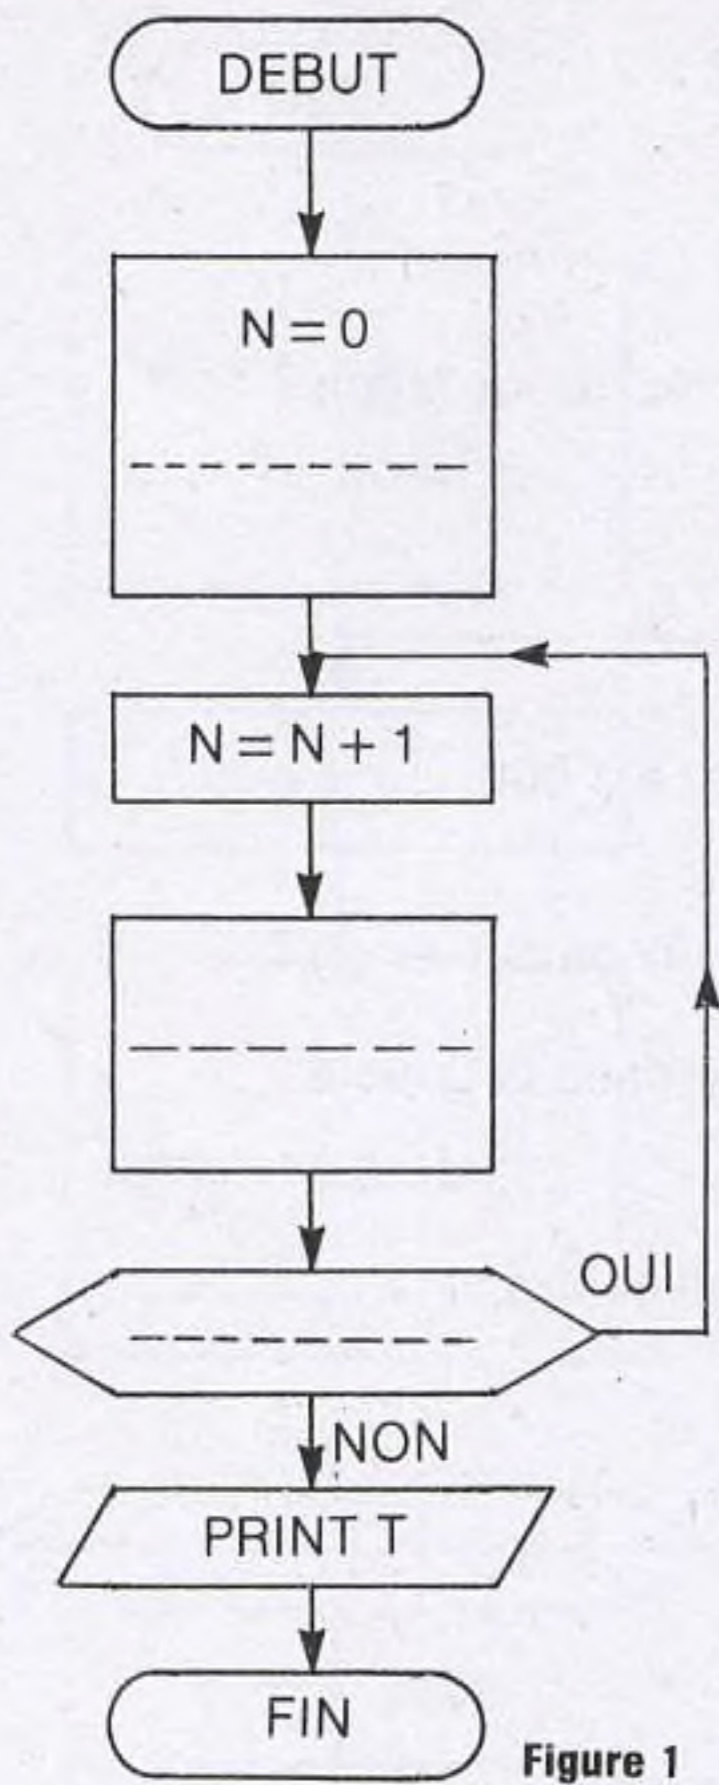 DEBUT
N = 0
N = N + 1
OUI
NON
PRINT T
FIN
Figure 1